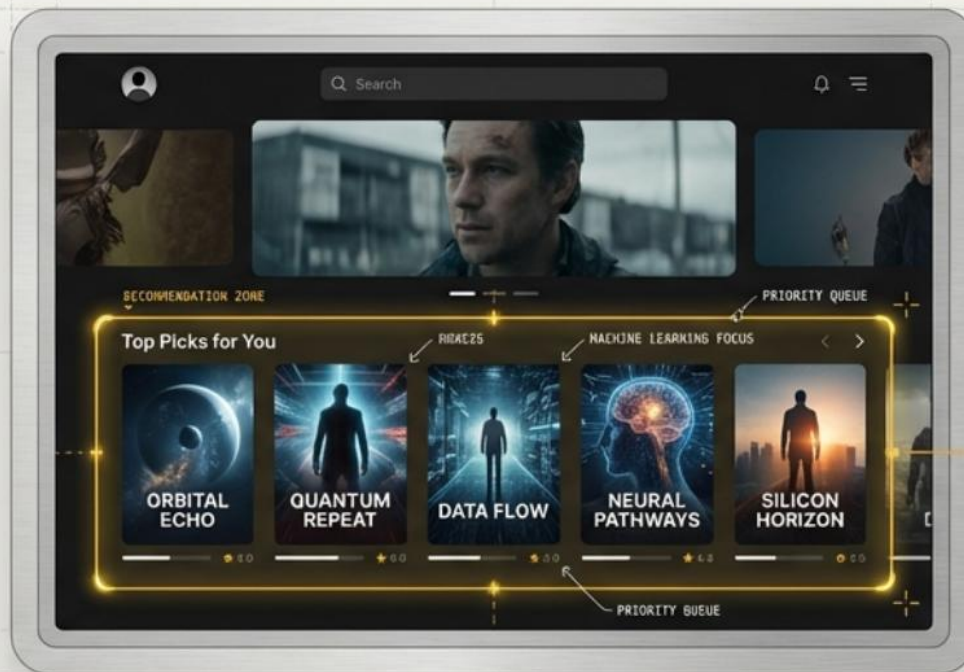 Search
RECOMMENDATION ZONE
PRIORITY QUEUE
Top Picks for You
MACHINE LEARNING FOCUS
ORBITAL
ECHO
QUANTUM
REPEAT
DATA FLOW
NEURAL
PATHWAYS
SILICON
HORIZON
PRIORITY QUEUE